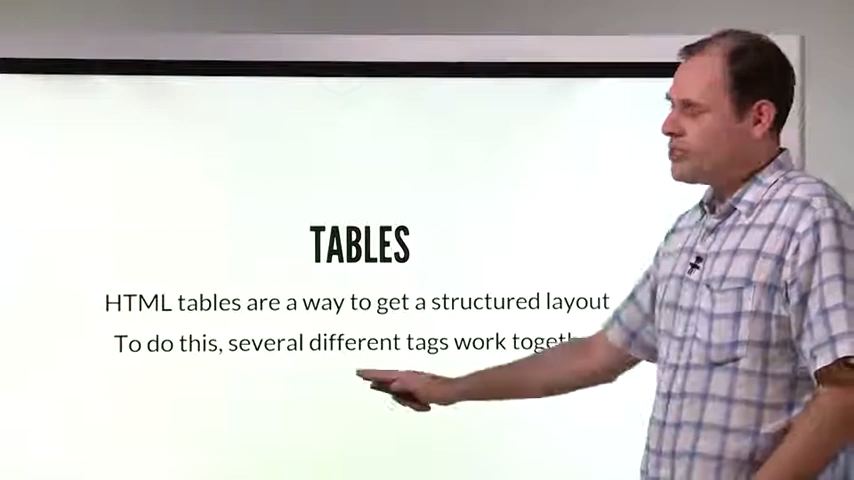 TABLES
HTML tables are a way to get a structured layout
To do this, several different tags work